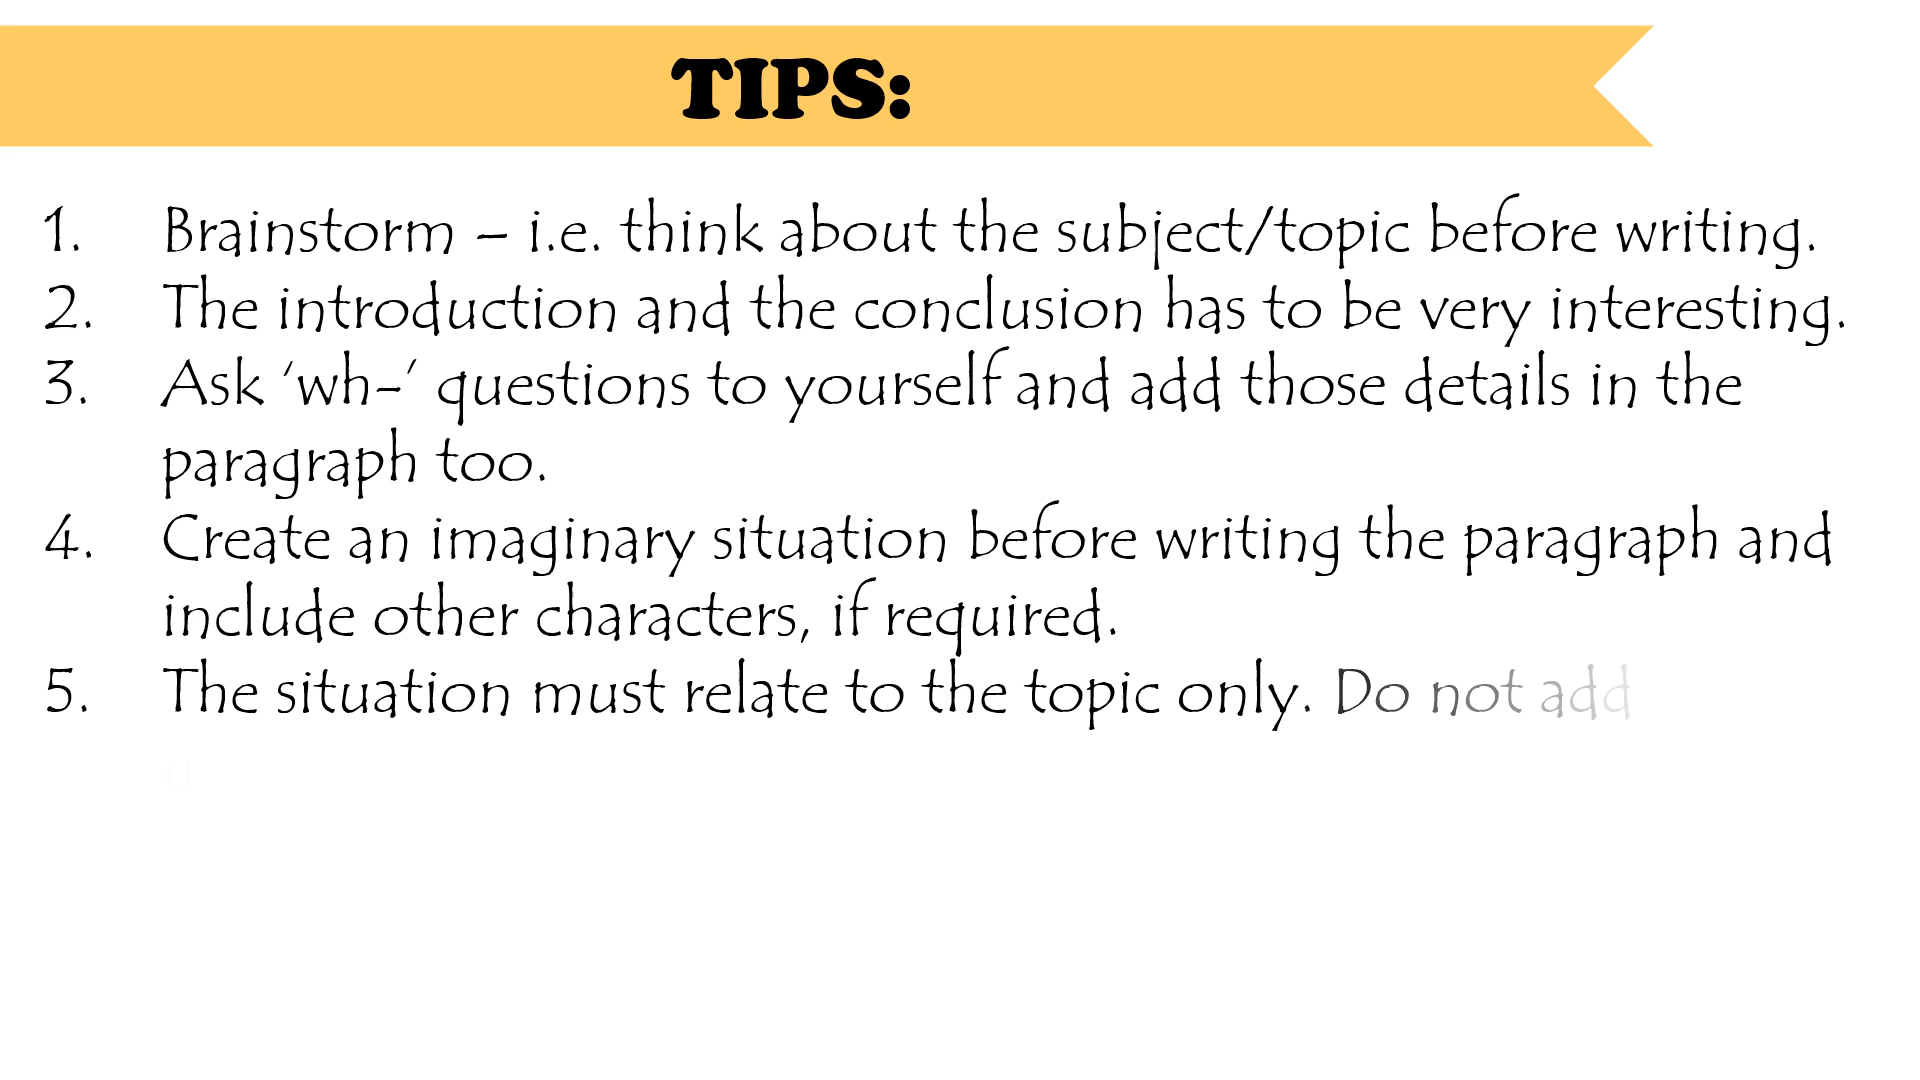 TIPS:
1. Brainstorm – i.e. think about the subject/topic before writing.
2. The introduction and the conclusion has to be very interesting.
3. Ask ‘wh-’ questions to yourself and add those details in the
paragraph too.
4. Create an imaginary situation before writing the paragraph and
include other characters, if required.
5. The situation must relate to the topic only. Do not add